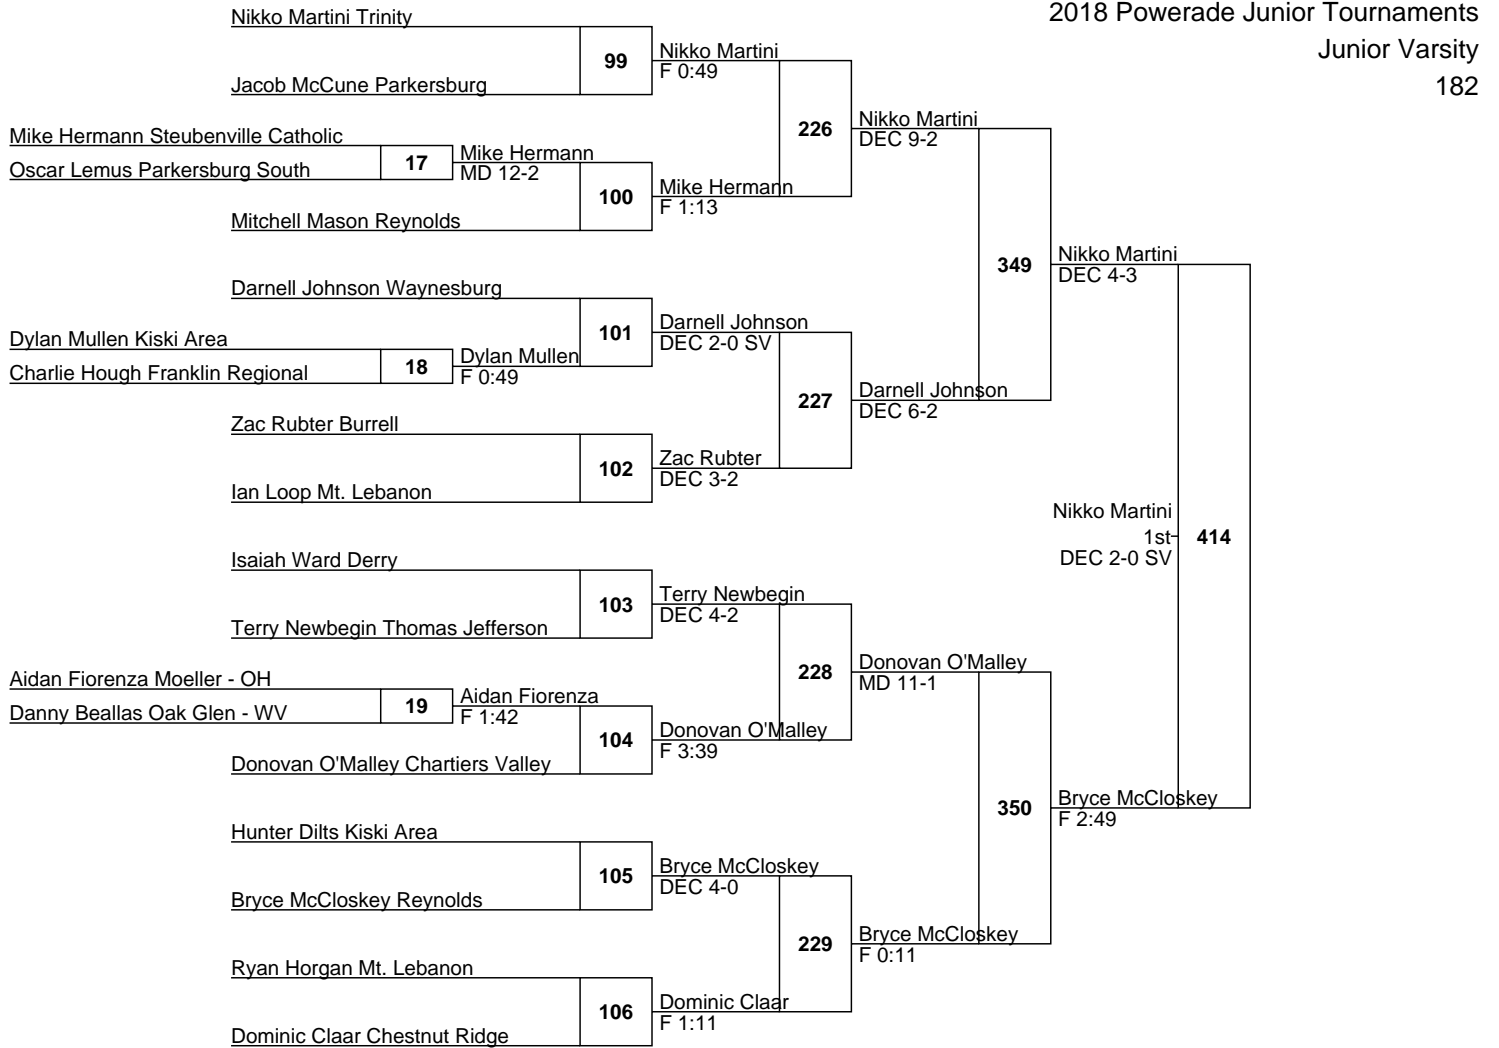 2018 Powerade Junior Tournaments
Junior Varsity
182
Nikko Martini Trinity
99
Nikko Martini
F 0:49
Jacob McCune Parkersburg
226
Nikko Martini
DEC 9-2
Mike Hermann Steubenville Catholic
17
Mike Hermann
MD 12-2
Oscar Lemus Parkersburg South
100
Mike Hermann
F 1:13
Mitchell Mason Reynolds
349
Nikko Martini
DEC 4-3
Darnell Johnson Waynesburg
101
Darnell Johnson
DEC 2-0 SV
Dylan Mullen Kiski Area
18
Dylan Mullen
F 0:49
Charlie Hough Franklin Regional
227
Darnell Johnson
DEC 6-2
Zac Rubter Burrell
102
Zac Rubter
DEC 3-2
Ian Loop Mt. Lebanon
Nikko Martini
1st
414
DEC 2-0 SV
Isaiah Ward Derry
103
Terry Newbegin
DEC 4-2
Terry Newbegin Thomas Jefferson
228
Donovan O'Malley
MD 11-1
Aidan Fiorenza Moeller - OH
19
Aidan Fiorenza
F 1:42
Danny Beallas Oak Glen - WV
104
Donovan O'Malley
F 3:39
Donovan O'Malley Chartiers Valley
350
Bryce McCloskey
F 2:49
Hunter Dilts Kiski Area
105
Bryce McCloskey
DEC 4-0
Bryce McCloskey Reynolds
229
Bryce McCloskey
F 0:11
Ryan Horgan Mt. Lebanon
106
Dominic Claar
F 1:11
Dominic Claar Chestnut Ridge